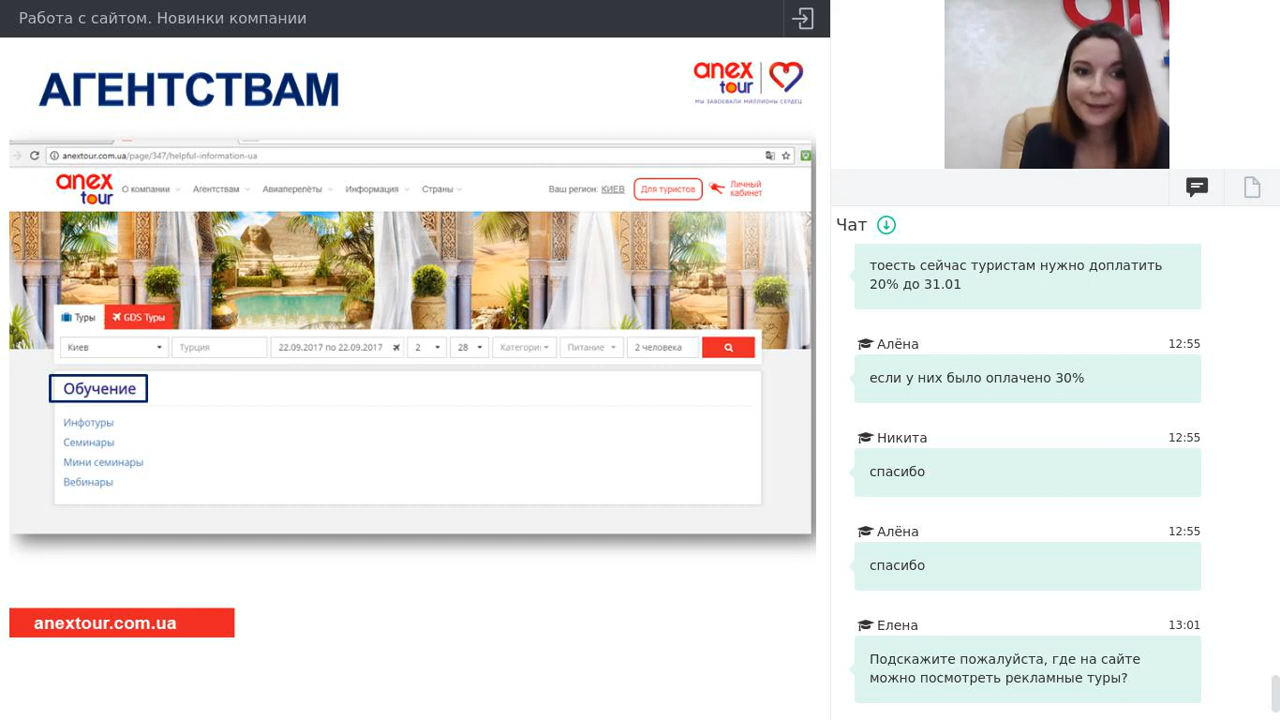 Работа с сайтом. Новинки компании
АГЕНТСТВАМ
anex
tour
МЫ ЗАВОЕВАЛИ МИЛЛИОНЫ СЕРДЕЦ
anextour.com.ua/page/347/helpful-information-ua
anex
tour
О компании
Агентствам
Авиаперелёты
Информация
Страны
Ваш регион: КИЕВ
Для туристов
Личный
кабинет
Туры
GDS Туры
Киев
Турция
22.09.2017 по 22.09.2017
2
28
Категори
Питание
2 человека
Обучение
Инфотуры
Семинары
Мини семинары
Вебинары
anextour.com.ua
Чат
тоесть сейчас туристам нужно доплатить
20% до 31.01
Алёна 12:55
если у них было оплачено 30%
Никита 12:55
спасибо
Алёна 12:55
спасибо
Елена 13:01
Подскажите пожалуйста, где на сайте
можно посмотреть рекламные туры?